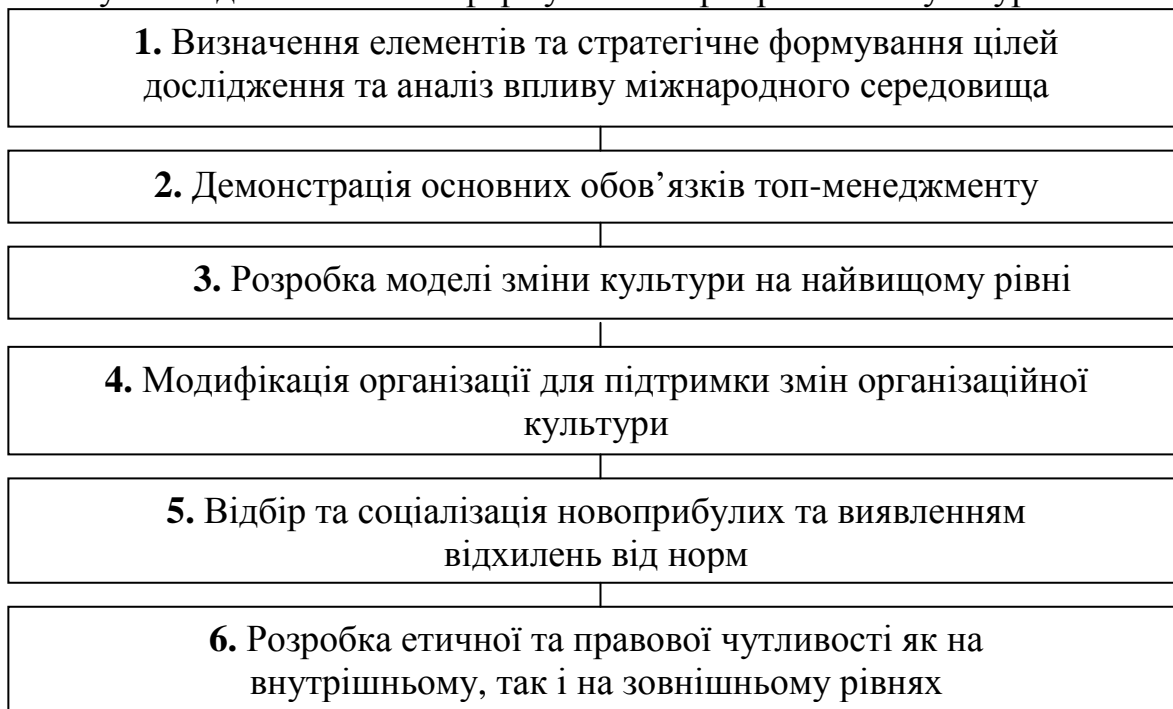 1. Визначення елементів та стратегічне формування цілей
дослідження та аналіз впливу міжнародного середовища
2. Демонстрація основних обов’язків топ-менеджменту
3. Розробка моделі зміни культури на найвищому рівні
4. Модифікація організації для підтримки змін організаційної
культури
5. Відбір та соціалізація новоприбулих та виявленням
відхилень від норм
6. Розробка етичної та правової чутливості як на
внутрішньому, так і на зовнішньому рівнях